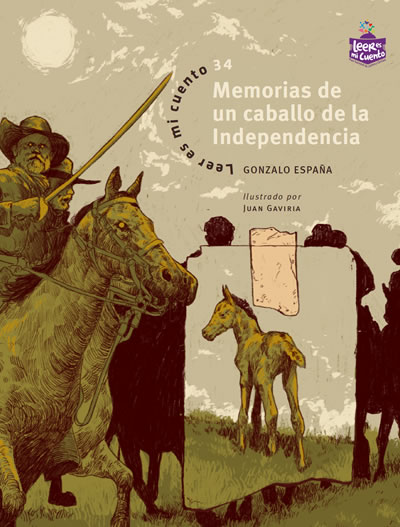 Leer es
mi Cuento
34
Leer es mi cuento
Memorias de
un caballo de la
Independencia
GONZALO ESPAÑA
Ilustrado por
JUAN GAVIRIA